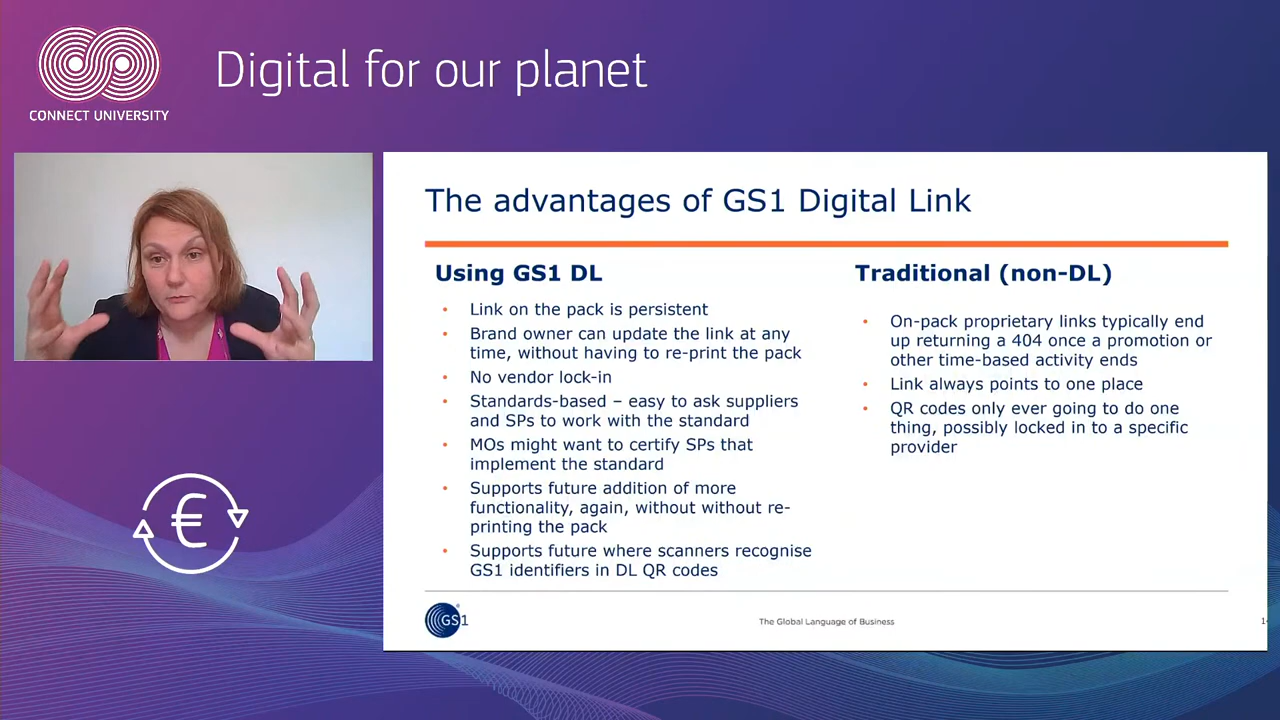 CONNECT UNIVERSITY
Digital for our planet
The advantages of GS1 Digital Link
Using GS1 DL
• Link on the pack is persistent
• Brand owner can update the link at any
time, without having to re-print the pack
• No vendor lock-in
• Standards-based – easy to ask suppliers
and SPs to work with the standard
• MOs might want to certify SPs that
implement the standard
• Supports future addition of more
functionality, again, without without re-
printing the pack
• Supports future where scanners recognise
GS1 identifiers in DL QR codes
Traditional (non-DL)
• On-pack proprietary links typically end
up returning a 404 once a promotion or
other time-based activity ends
• Link always points to one place
• QR codes only ever going to do one
thing, possibly locked in to a specific
provider
€
GS1
The Global Language of Business